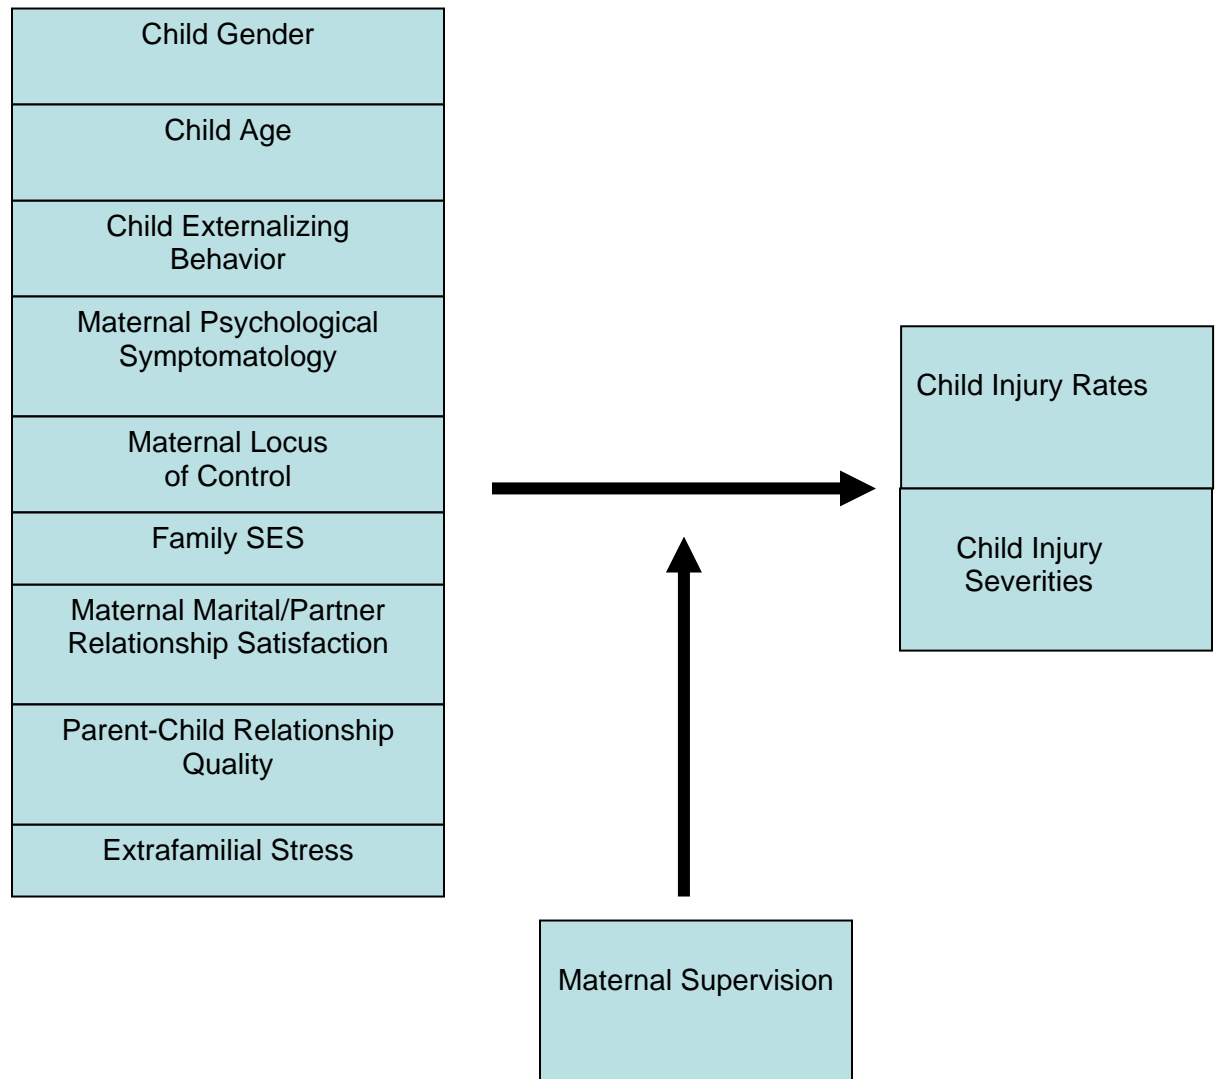 Child Gender
Child Age
Child Externalizing
Behavior
Maternal Psychological
Symptomatology
Maternal Locus
of Control
Family SES
Maternal Marital/Partner
Relationship Satisfaction
Parent-Child Relationship
Quality
Extrafamilial Stress
Child Injury Rates
Child Injury
Severities
Maternal Supervision